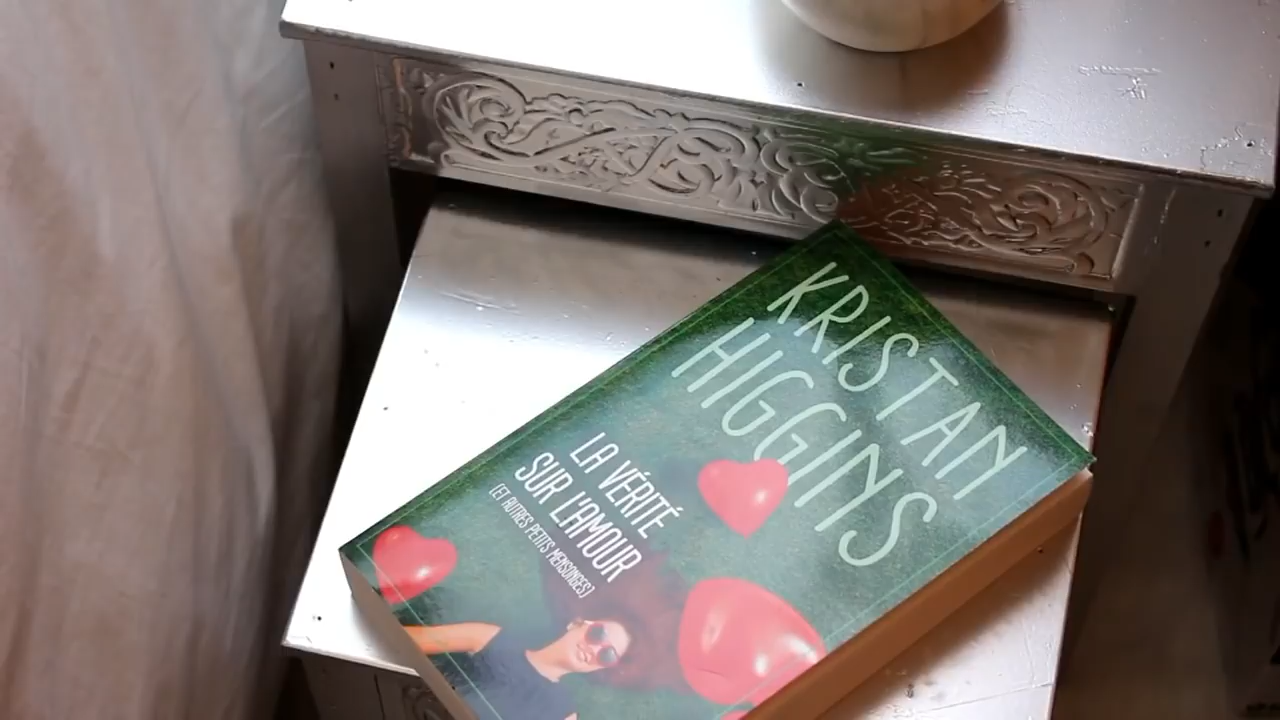 KRISTAN
HIGGINS
LA VÉRITÉ
SUR L'AMOUR
(ET AUTRES PETITS MENSONGES)